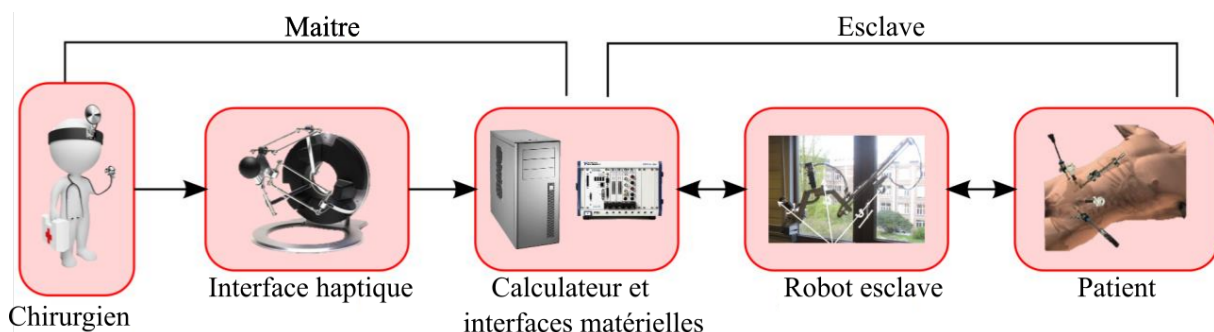 Maitre
Esclave
Chirurgien
Interface haptique
Calculateur et
interfaces matérielles
Robot esclave
Patient